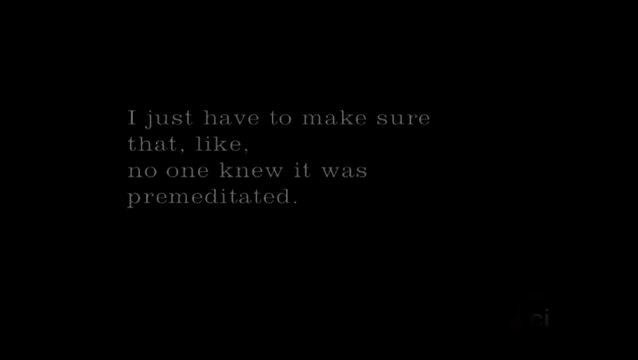 I just have to make sure
that, like,
no one knew it was
premeditated.